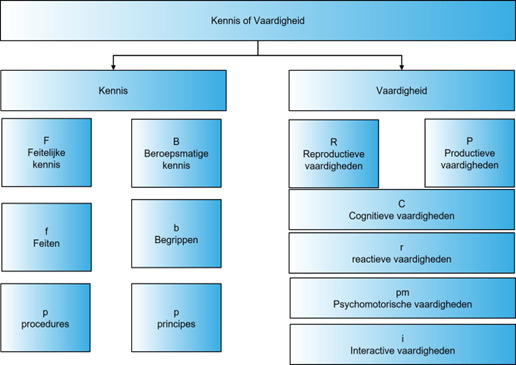 Kennis of Vaardigheid
Kennis
F
Feitelijke
kennis
B
Beroepsmatige
kennis
f
Feiten
b
Begrippen
p
procedures
p
principes
Vaardigheid
R
Reproductieve
vaardigheden
P
Productieve
vaardigheden
C
Cognitieve vaardigheden
r
reactieve vaardigheden
pm
Psychomotorische vaardigheden
i
Interactive vaardigheden